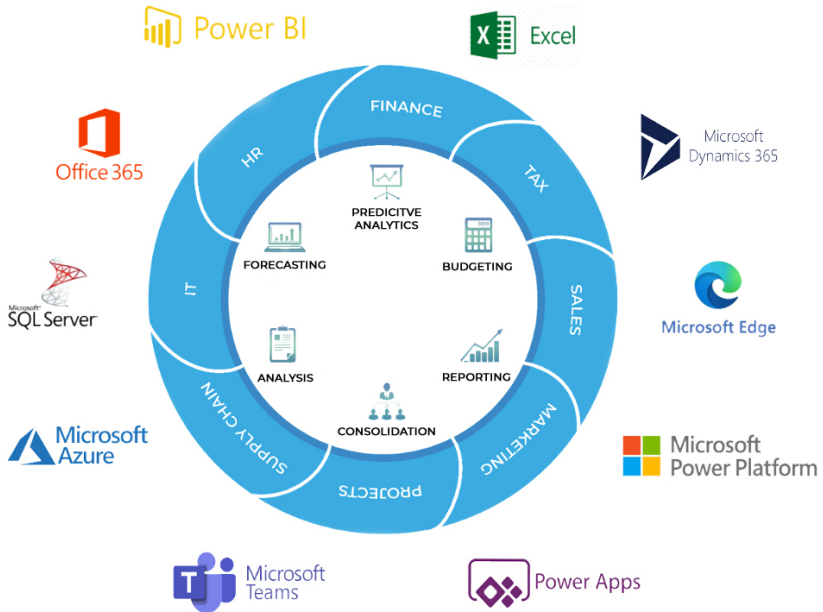 Power BI
Excel
FINANCE
HR
TAX
Office 365
Microsoft
Dynamics 365
PREDICITVE
ANALYTICS
FORECASTING
BUDGETING
IT
SALES
Microsoft®
SQL Server
Microsoft Edge
ANALYSIS
REPORTING
CONSOLIDATION
SUPPLY CHAIN
MARKETING
PROJECTS
Microsoft
Azure
Microsoft
Power Platform
Microsoft
Teams
Power Apps